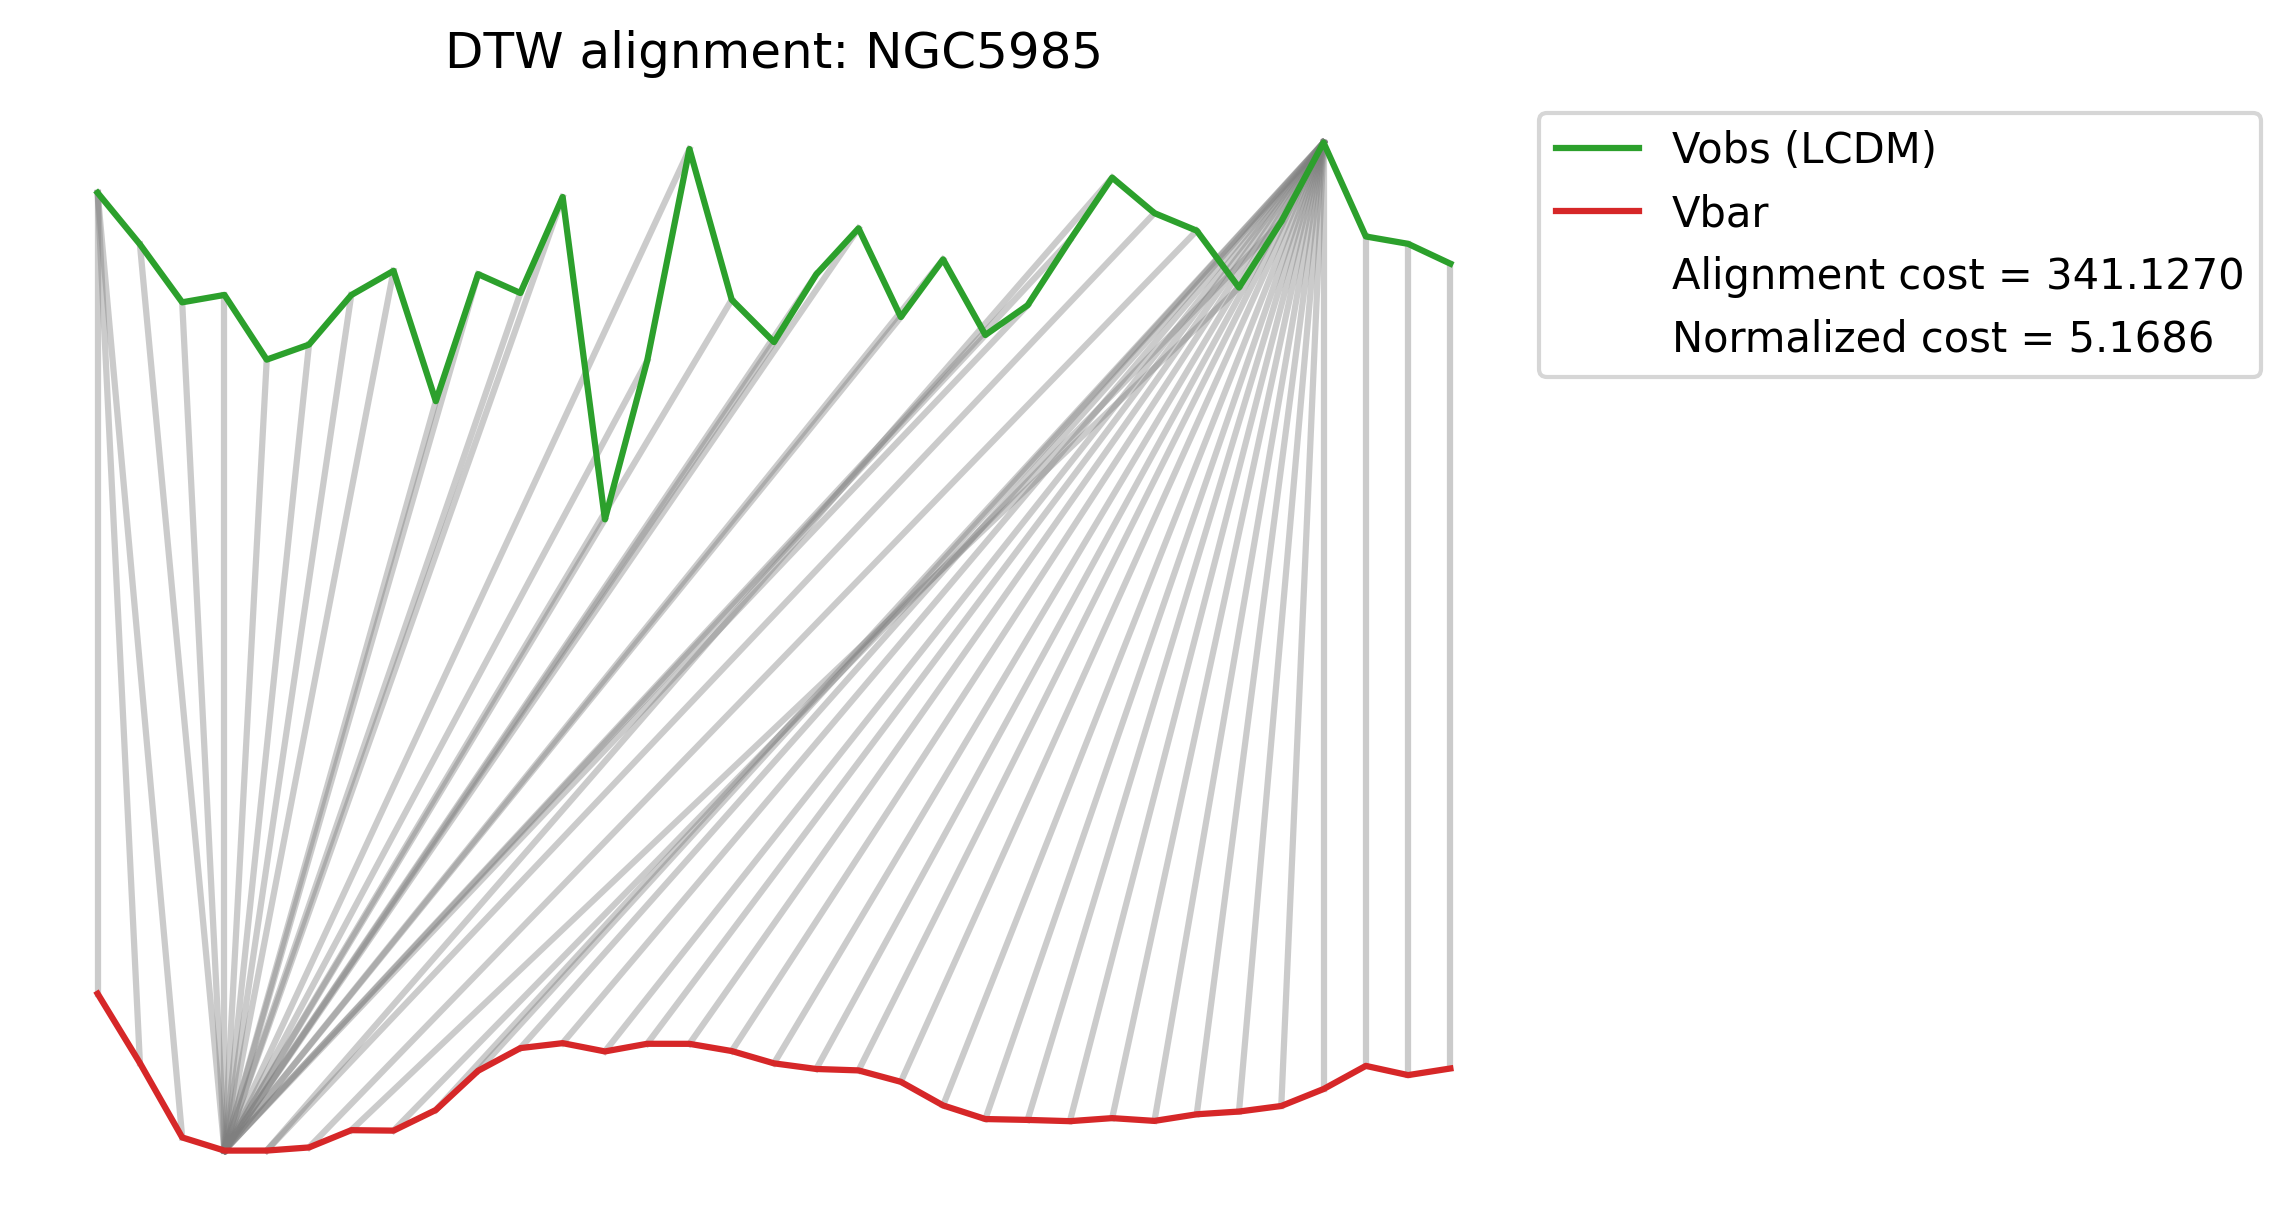 DTW alignment: NGC5985
Vobs (LCDM)
Vbar
Alignment cost = 341.1270
Normalized cost = 5.1686